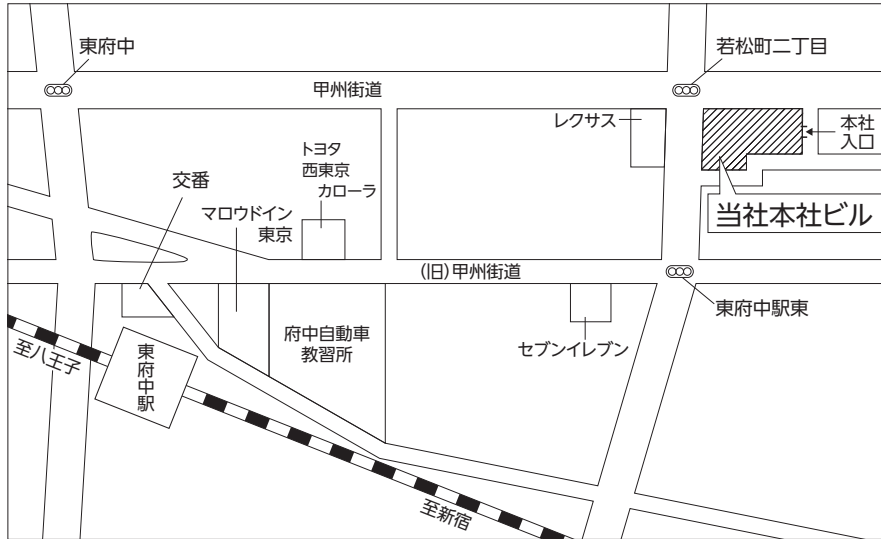 東府中
若松町二丁目
甲州街道
レクサス
本社
入口
トヨタ
西東京
カローラ
交番
マロウドイン
東京
当社本社ビル
(旧)甲州街道
東府中駅東
府中自動車
教習所
セブンイレブン
至八王子
東府中駅
至新宿